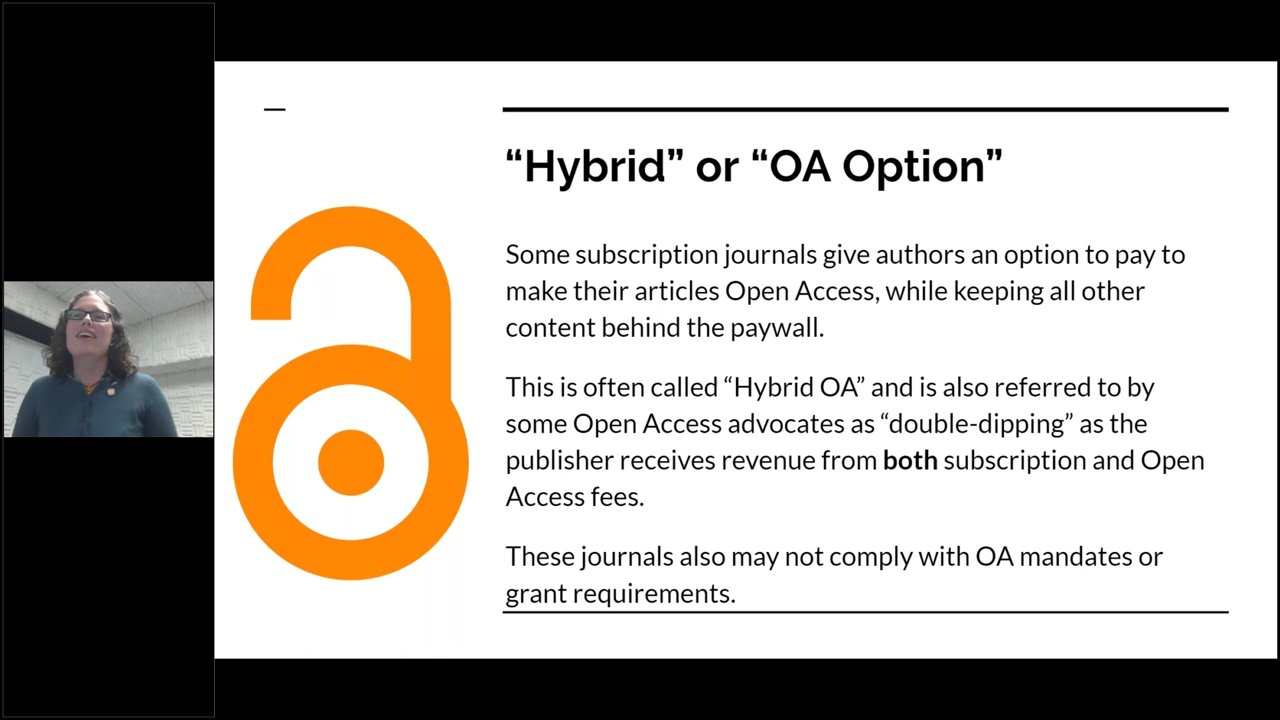 “Hybrid” or “OA Option”
Some subscription journals give authors an option to pay to
make their articles Open Access, while keeping all other
content behind the paywall.
This is often called “Hybrid OA” and is also referred to by
some Open Access advocates as “double-dipping” as the
publisher receives revenue from both subscription and Open
Access fees.
These journals also may not comply with OA mandates or
grant requirements.